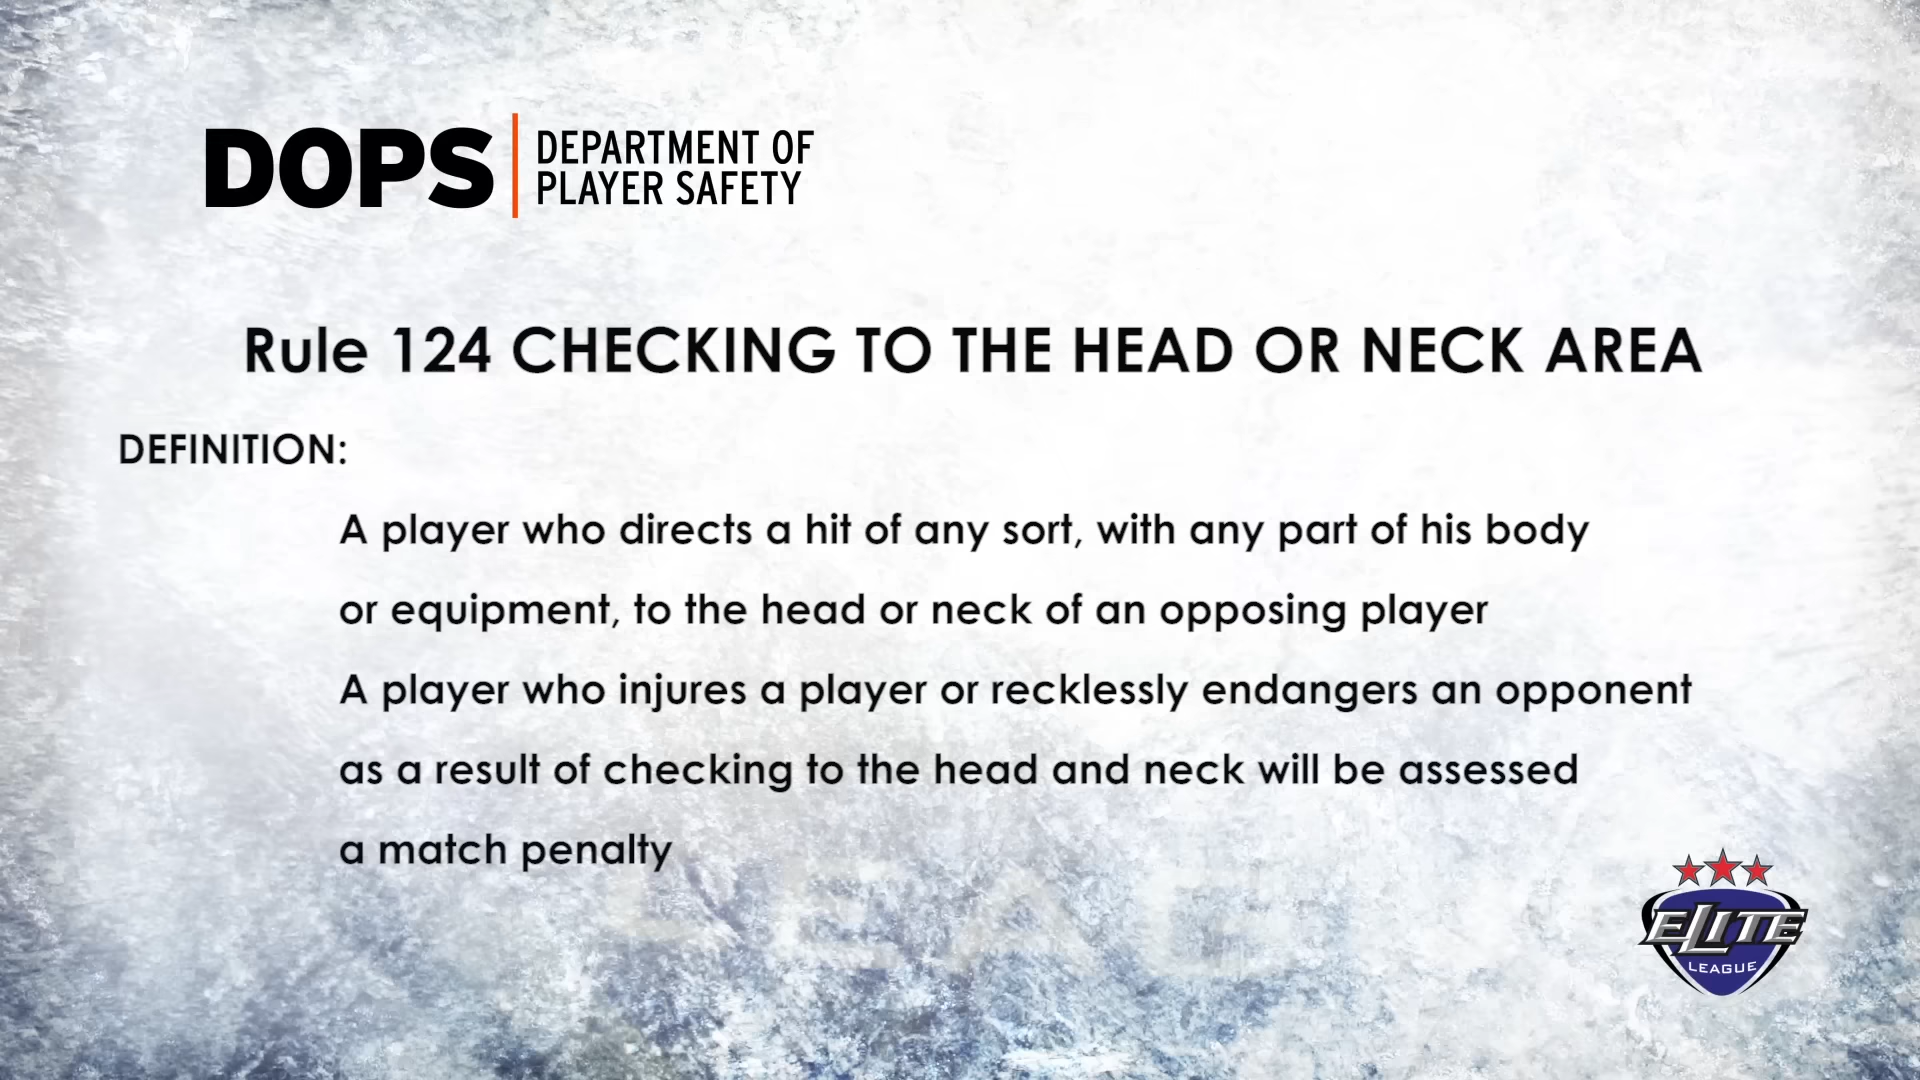 DOPS
DEPARTMENT OF
PLAYER SAFETY
Rule 124 CHECKING TO THE HEAD OR NECK AREA
DEFINITION:
A player who directs a hit of any sort, with any part of his body
or equipment, to the head or neck of an opposing player
A player who injures a player or recklessly endangers an opponent
as a result of checking to the head and neck will be assessed
a match penalty
ELITE
LEAGUE